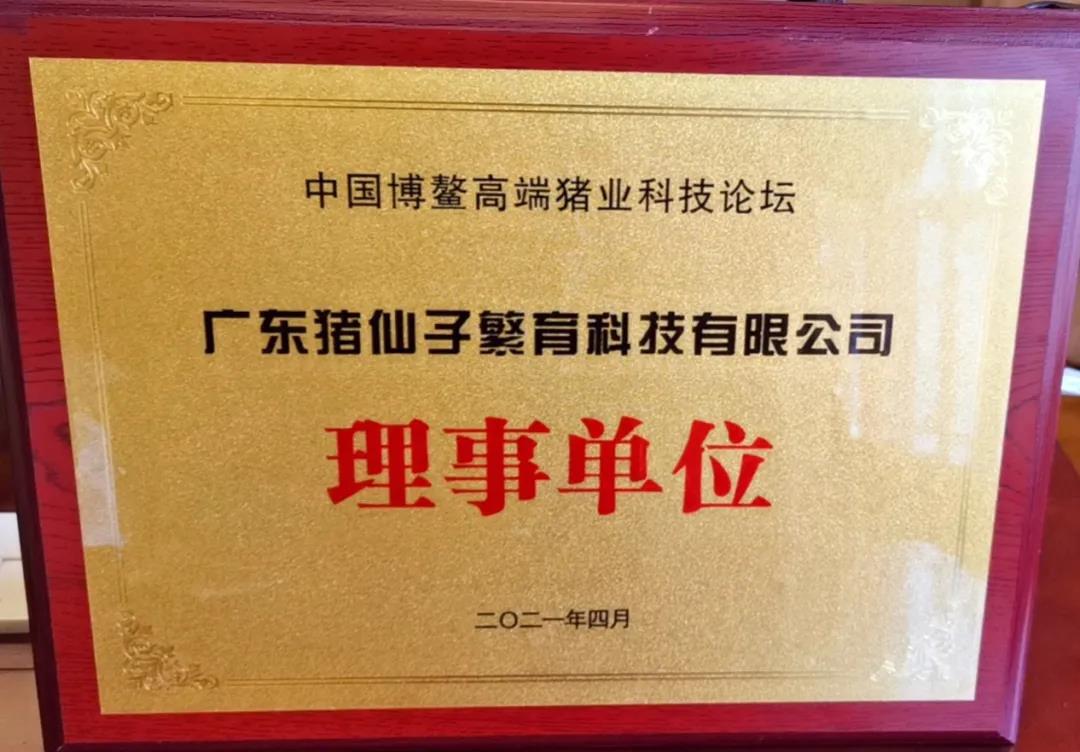 中国博鳌高端猪业科技论坛
广东猪仙子繁育科技有限公司
理事单位
二〇二一年四月